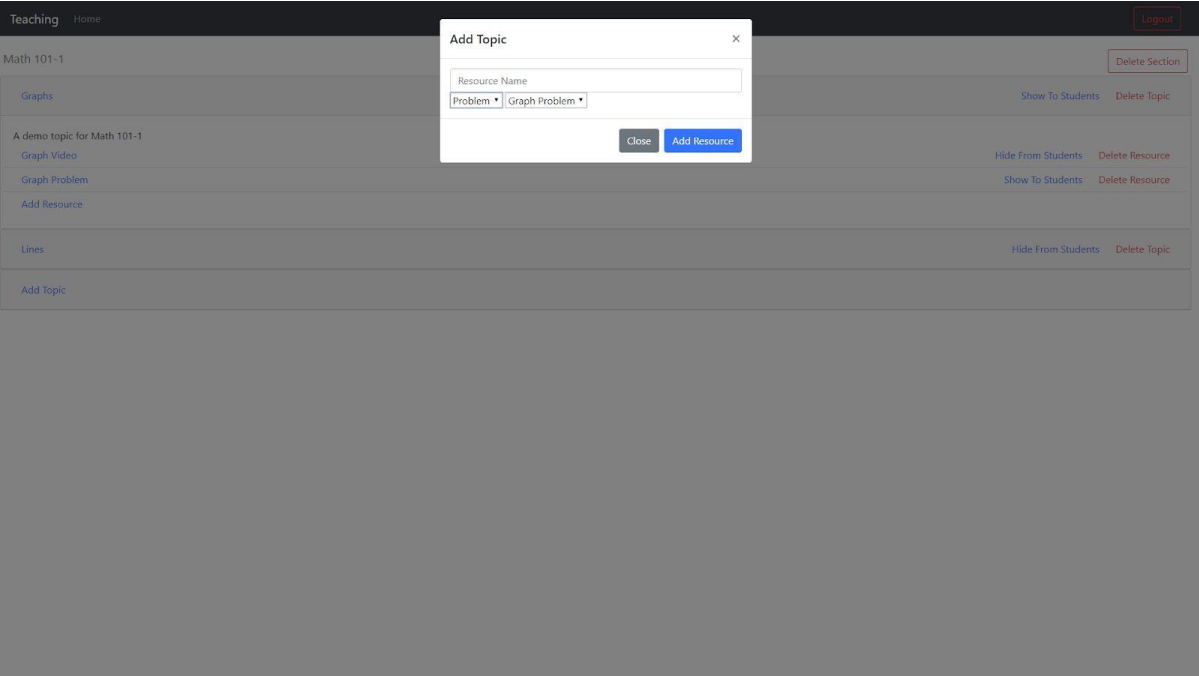 Teaching Home Logout
Add Topic ×
Math 101-1 Delete Section
Resource Name
Problem Graph Problem
Close Add Resource
Graphs Show To Students Delete Topic
A demo topic for Math 101-1
Graph Video Hide From Students Delete Resource
Graph Problem Show To Students Delete Resource
Add Resource
Lines Hide From Students Delete Topic
Add Topic